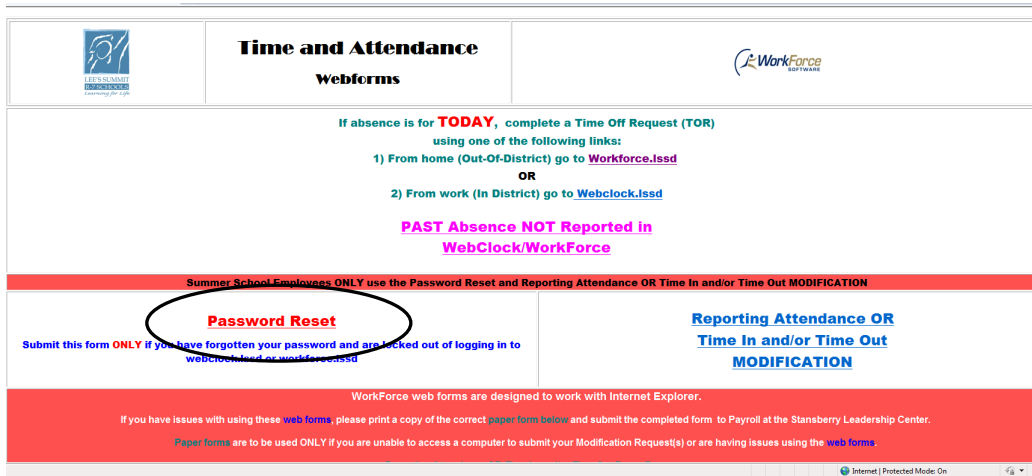 LEE'S SUMMIT
R-7 SCHOOLS
Learning for Life
Time and Attendance
Webforms
WorkForce
SOFTWARE
If absence is for TODAY, complete a Time Off Request (TOR)
using one of the following links:
1) From home (Out-Of-District) go to Workforce.lssd
OR
2) From work (In District) go to Webclock.lssd
PAST Absence NOT Reported in
WebClock/WorkForce
Summer School Employees ONLY use the Password Reset and Reporting Attendance OR Time In and/or Time Out MODIFICATION
Password Reset
Submit this form ONLY if you have forgotten your password and are locked out of logging in to
webclock.lssd or workforce.lssd
Reporting Attendance OR
Time In and/or Time Out
MODIFICATION
WorkForce web forms are designed to work with Internet Explorer.
If you have issues with using these web forms, please print a copy of the correct paper form below and submit the completed form to Payroll at the Stansberry Leadership Center.
Paper forms are to be used ONLY if you are unable to access a computer to submit your Modification Request(s) or are having issues using the web forms.
Internet | Protected Mode: On